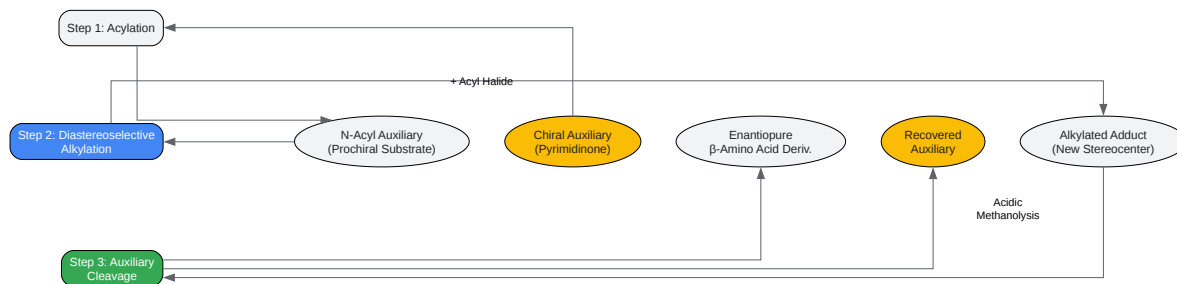 Step 1: Acylation
+ Acyl Halide
Step 2: Diastereoselective
Alkylation
N-Acyl Auxiliary
(Prochiral Substrate)
Chiral Auxiliary
(Pyrimidinone)
Enantiopure
β-Amino Acid Deriv.
Recovered
Auxiliary
Alkylated Adduct
(New Stereocenter)
Acidic
Methanolysis
Step 3: Auxiliary
Cleavage